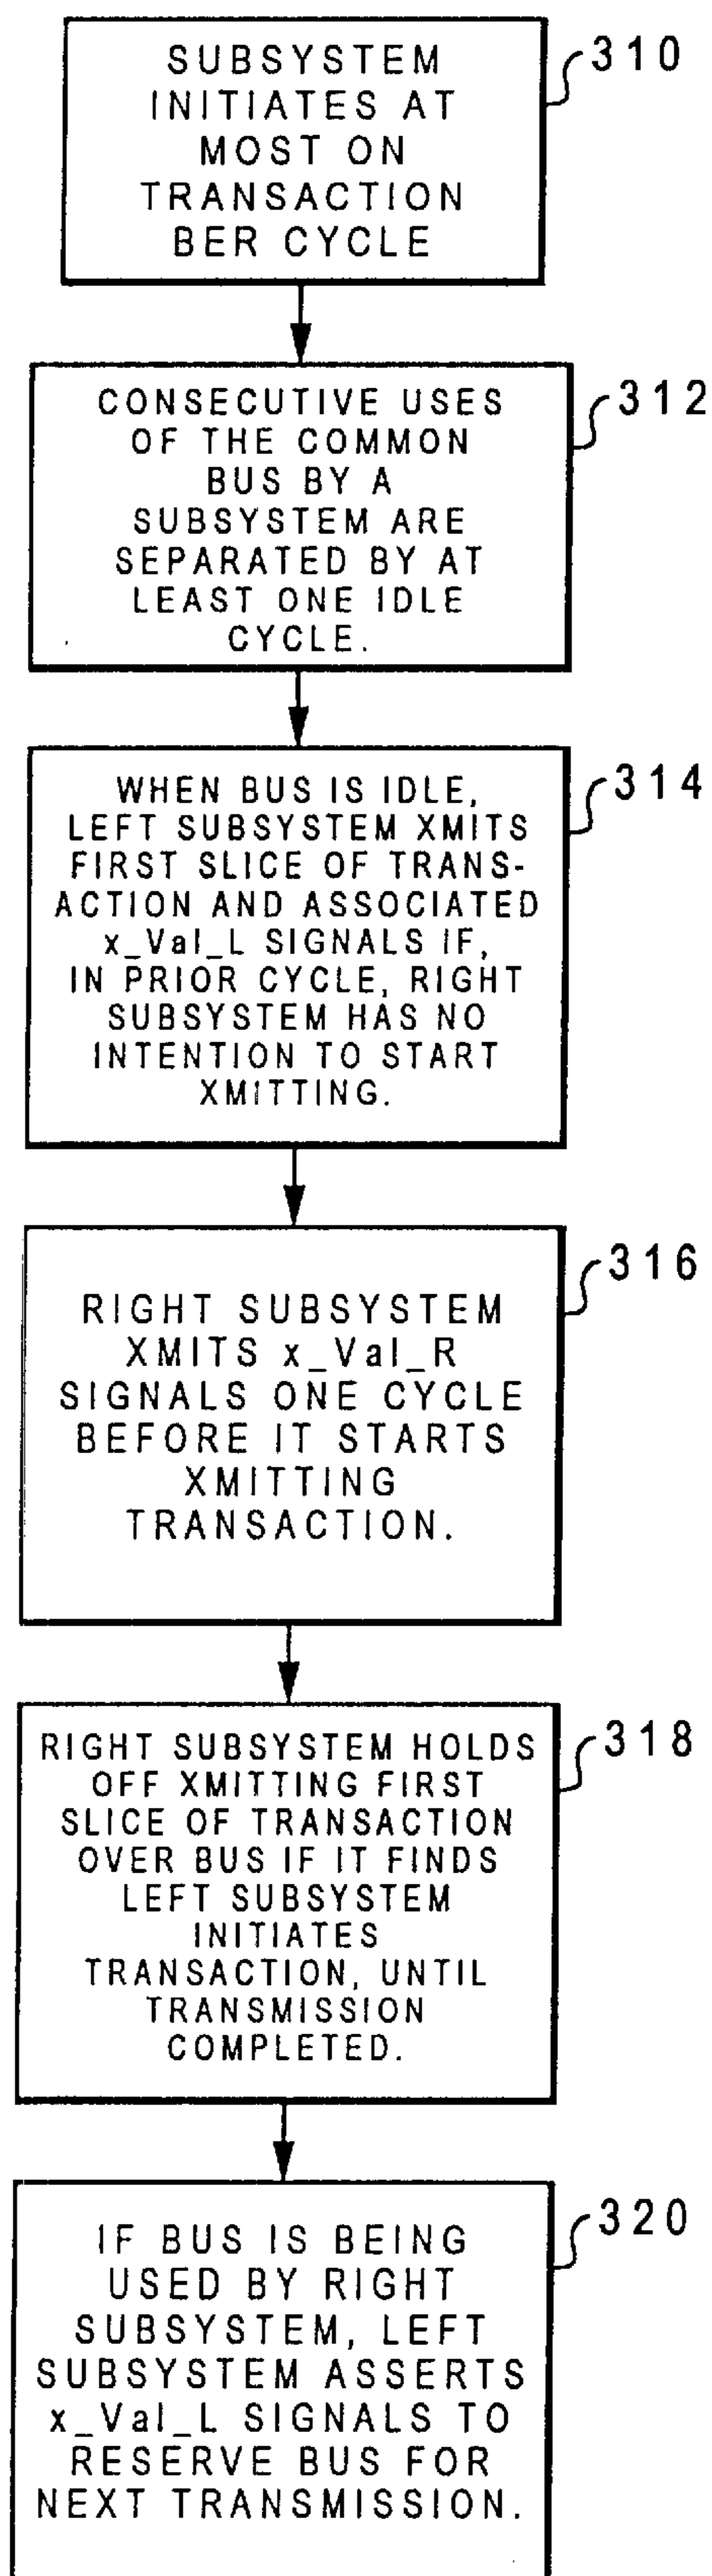 SUBSYSTEM
INITIATES AT
MOST ON
TRANSACTION
BER CYCLE
310
CONSECUTIVE USES
OF THE COMMON
BUS BY A
SUBSYSTEM ARE
SEPARATED BY AT
LEAST ONE IDLE
CYCLE.
312
WHEN BUS IS IDLE,
LEFT SUBSYSTEM XMITS
FIRST SLICE OF TRANS-
ACTION AND ASSOCIATED
x_Val_L SIGNALS IF,
IN PRIOR CYCLE, RIGHT
SUBSYSTEM HAS NO
INTENTION TO START
XMITTING.
314
RIGHT SUBSYSTEM
XMITS x_Val_R
SIGNALS ONE CYCLE
BEFORE IT STARTS
XMITTING
TRANSACTION.
316
RIGHT SUBSYSTEM HOLDS
OFF XMITTING FIRST
SLICE OF TRANSACTION
OVER BUS IF IT FINDS
LEFT SUBSYSTEM
INITIATES
TRANSACTION, UNTIL
TRANSMISSION
COMPLETED.
318
IF BUS IS BEING
USED BY RIGHT
SUBSYSTEM, LEFT
SUBSYSTEM ASSERTS
x_Val_L SIGNALS TO
RESERVE BUS FOR
NEXT TRANSMISSION.
320